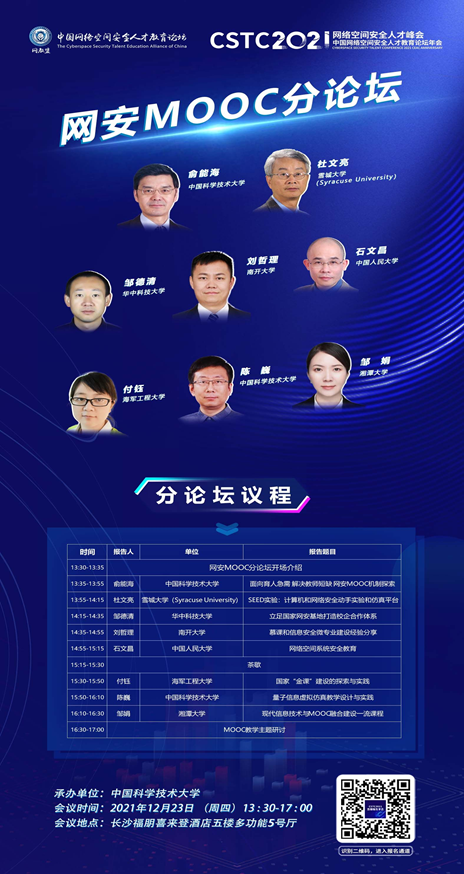 网教盟
中国网络空间安全人才教育论坛
The Cyberspace Security Talent Education Alliance of China
CSTC2021
网络空间安全人才峰会
中国网络空间安全人才教育论坛年会
网安MOOC分论坛
俞能海
中国科学技术大学
杜文亮
雪城大学
(Syracuse University)
邹德清
华中科技大学
刘哲理
南开大学
石文昌
中国人民大学
付钰
海军工程大学
陈 巍
中国科学技术大学
邹 娟
湘潭大学
分论坛议程
时间 报告人 单位 报告题目
13:30-13:35 网安MOOC分论坛开场介绍
13:35-13:55 俞能海 中国科学技术大学 面向育人急需 解决教师短缺 网安MOOC机制探索
13:55-14:15 杜文亮 雪城大学（Syracuse University） SEED实验：计算机和网络安全动手实验和仿真平台
14:15-14:35 邹德清 华中科技大学 立足国家网安基地打造校企合作体系
14:35-14:55 刘哲理 南开大学 慕课和信息安全微专业建设经验分享
14:55-15:15 石文昌 中国人民大学 网络空间系统安全教育
15:15-15:30 茶歇
15:30-15:50 付钰 海军工程大学 国家“金课”建设的探索与实践
15:50-16:10 陈巍 中国科学技术大学 量子信息虚拟仿真教学设计与实践
16:10-16:30 邹娟 湘潭大学 现代信息技术与MOOC融合建设一流课程
16:30-17:00 MOOC教学主题研讨
承办单位：中国科学技术大学
会议时间：2021年12月23日 （周四）13:30-17:00
会议地点：长沙福朋喜来登酒店五楼多功能5号厅
识别二维码，进入报名通道